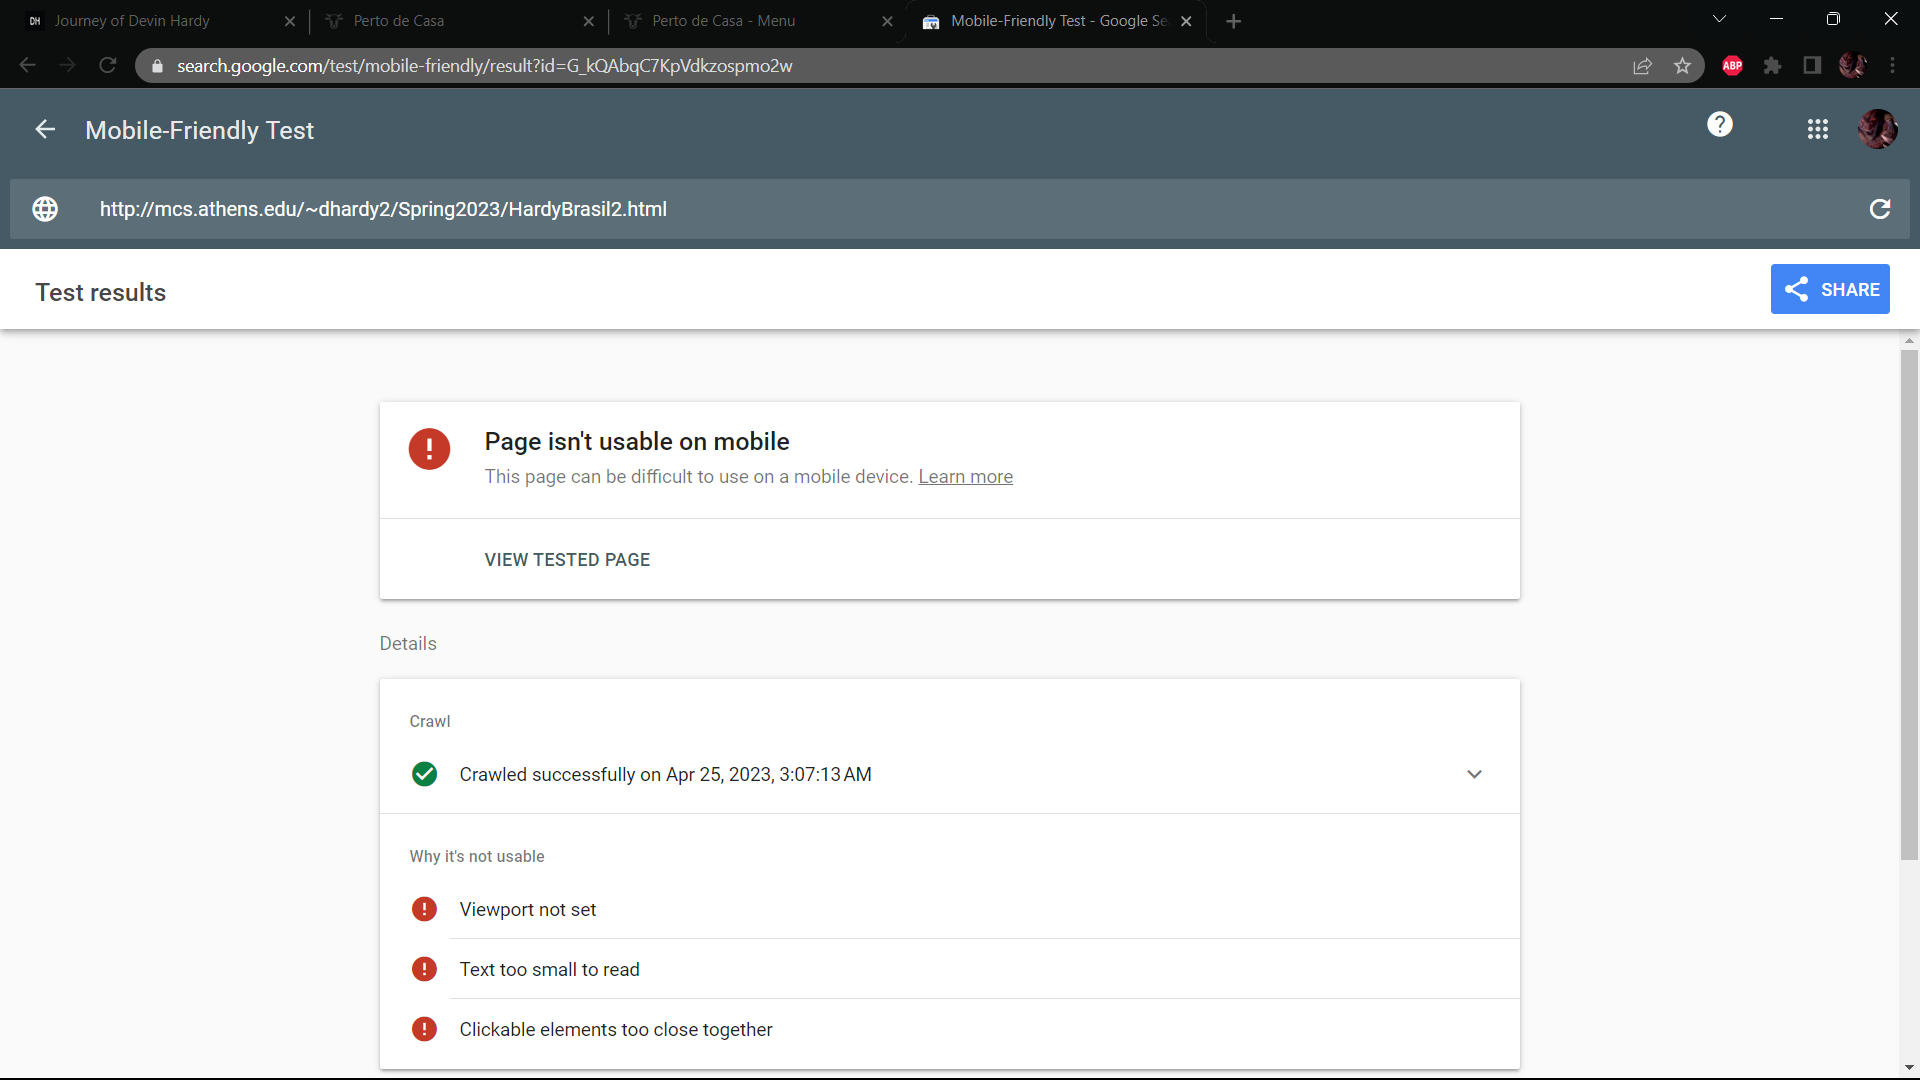 DH Journey of Devin Hardy
Perto de Casa
Perto de Casa - Menu
Mobile-Friendly Test - Google Se
search.google.com/test/mobile-friendly/result?id=G_kQAbqC7KpVdkzospmo2w
ABP
Mobile-Friendly Test
http://mcs.athens.edu/~dhardy2/Spring2023/HardyBrasil2.html
Test results
SHARE
Page isn't usable on mobile
This page can be difficult to use on a mobile device. Learn more
VIEW TESTED PAGE
Details
Crawl
Crawled successfully on Apr 25, 2023, 3:07:13 AM
Why it's not usable
Viewport not set
Text too small to read
Clickable elements too close together